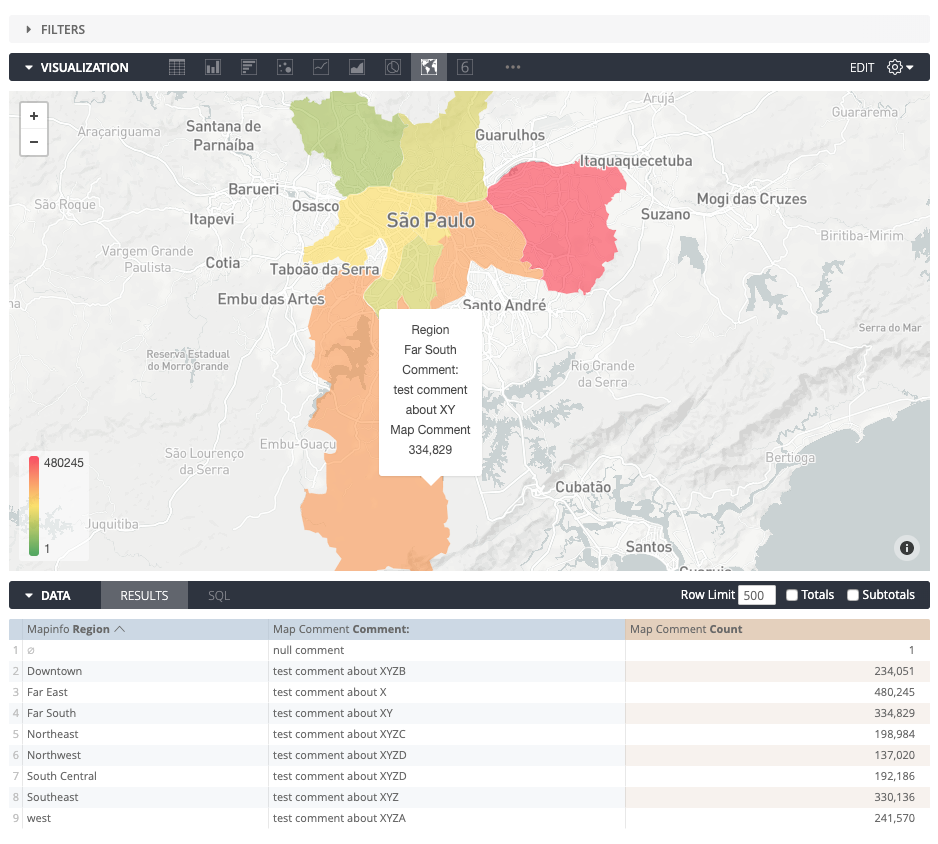 FILTERS
VISUALIZATION
6
EDIT
+
−
Arujá
Guararema
Araçariguama
Santana de
Parnaíba
Guarulhos
Itaquaquecetuba
Barueri
Osasco
São Roque
Mogi das Cruzes
Suzano
Itapevi
São Paulo
Biritiba-Mirim
Vargem Grande
Paulista
Cotia
Taboão da Serra
Embu das Artes
Santo André
na
Region
Far South
Comment:
test comment
about XY
Map Comment
334,829
Serra do Mar
Reserva Estadual
do Morro Grande
Rio Grande
da Serra
Embu-Guaçu
São Lourenço
da Serra
Bertioga
480245
1
Cubatão
Juquitiba
Santos
Guarujá
DATA
RESULTS
SQL
Row Limit 500 Totals Subtotals
Mapinfo Region Map Comment Comment: Map Comment Count
1 ∅ null comment 1
2 Downtown test comment about XYZB 234,051
3 Far East test comment about X 480,245
4 Far South test comment about XY 334,829
5 Northeast test comment about XYZC 198,984
6 Northwest test comment about XYZD 137,020
7 South Central test comment about XYZD 192,186
8 Southeast test comment about XYZ 330,136
9 west test comment about XYZA 241,570